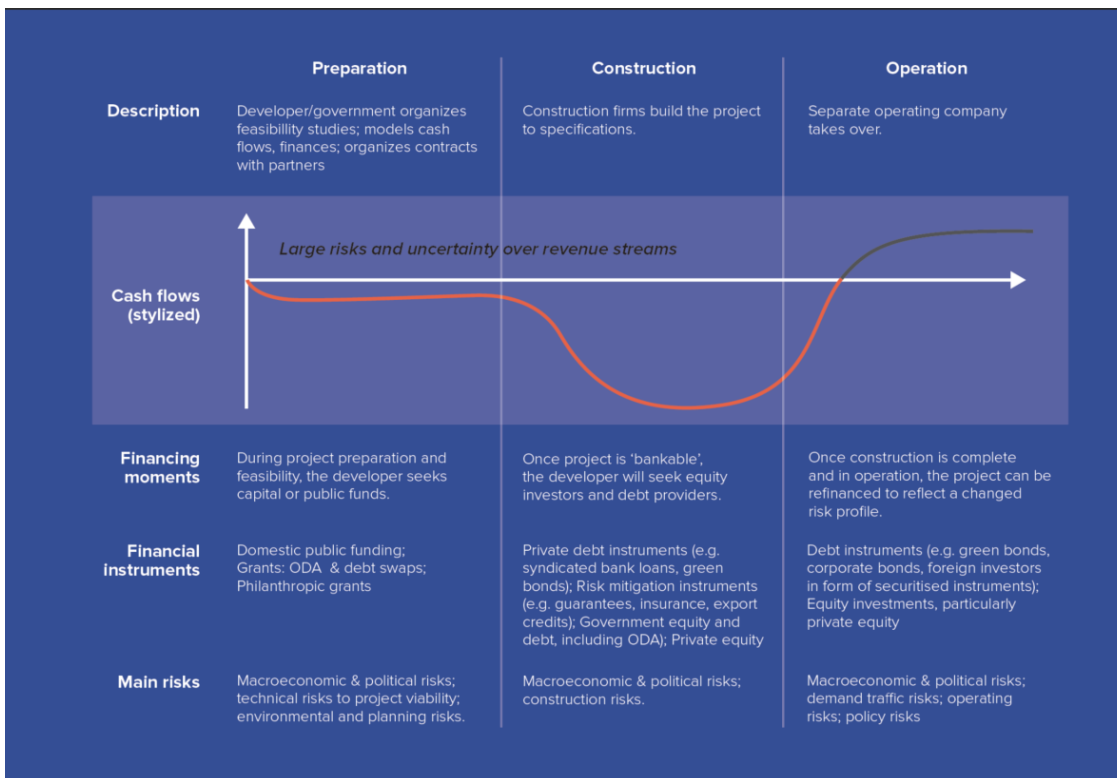 Preparation
Construction
Operation
Description
Developer/government organizes
feasibillity studies; models cash
flows, finances; organizes contracts
with partners
Construction firms build the project
to specifications.
Separate operating company
takes over.
Cash flows
(stylized)
Large risks and uncertainty over revenue streams
Financing
moments
During project preparation and
feasibility, the developer seeks
capital or public funds.
Once project is ‘bankable’,
the developer will seek equity
investors and debt providers.
Once construction is complete
and in operation, the project can be
refinanced to reflect a changed
risk profile.
Financial
instruments
Domestic public funding;
Grants: ODA & debt swaps;
Philanthropic grants
Private debt instruments (e.g.
syndicated bank loans, green
bonds); Risk mitigation instruments
(e.g. guarantees, insurance, export
credits); Government equity and
debt, including ODA); Private equity
Debt instruments (e.g. green bonds,
corporate bonds, foreign investors
in form of securitised instruments);
Equity investments, particularly
private equity
Main risks
Macroeconomic & political risks;
technical risks to project viability;
environmental and planning risks.
Macroeconomic & political risks;
construction risks.
Macroeconomic & political risks;
demand traffic risks; operating
risks; policy risks